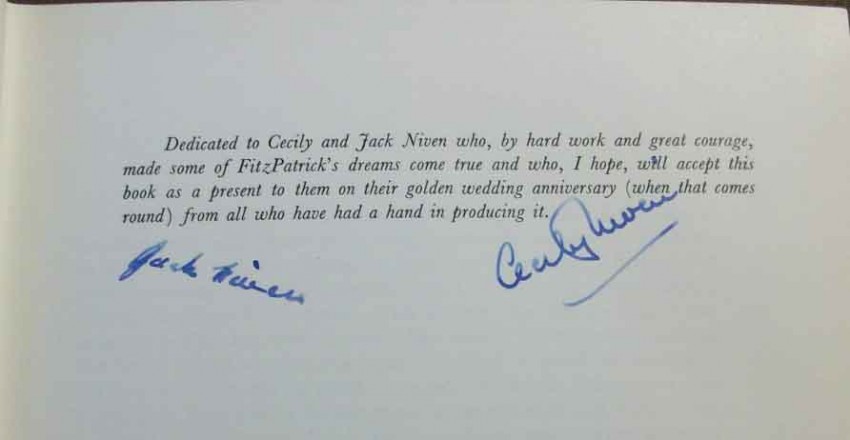 Dedicated to Cecily and Jack Niven who, by hard work and great courage,
made some of FitzPatrick's dreams come true and who, I hope, will accept this
book as a present to them on their golden wedding anniversary (when that comes
round) from all who have had a hand in producing it.
Jack Niven
Cecily Niven